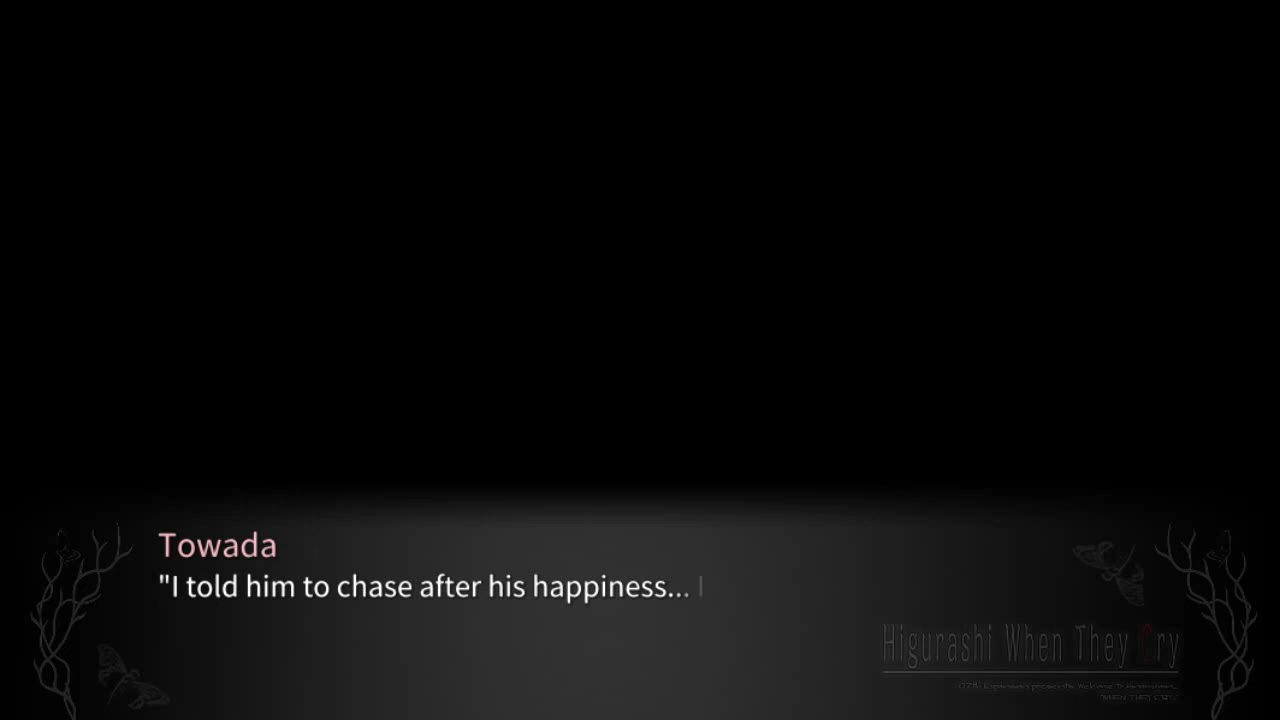 Towada
"I told him to chase after his happiness... I
Higurashi When They Cry